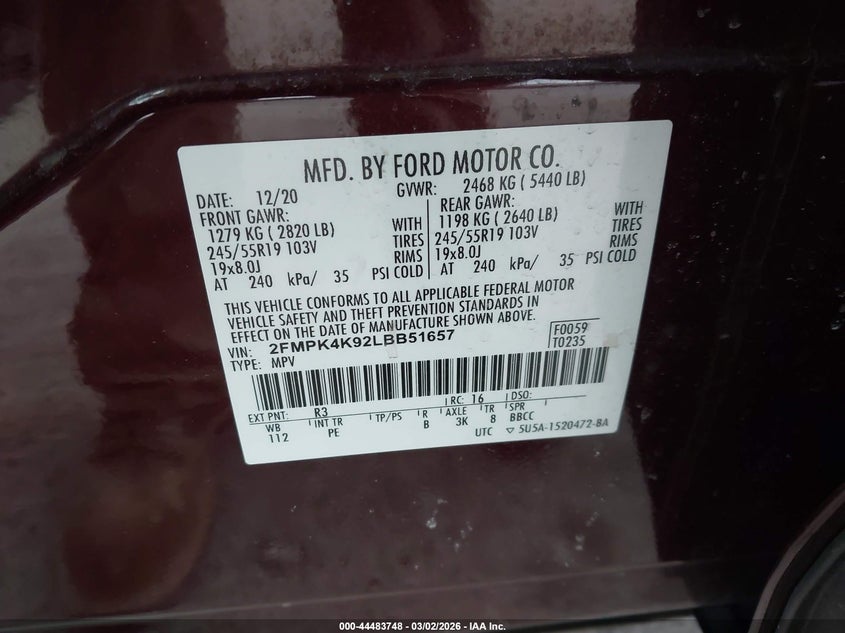 MFD. BY FORD MOTOR CO.
DATE: 12/20 GVWR: 2468 KG ( 5440 LB)
FRONT GAWR: REAR GAWR:
1279 KG ( 2820 LB) WITH 1198 KG ( 2640 LB) WITH
245/55R19 103V TIRES 245/55R19 103V TIRES
19x8.0J RIMS 19x8.0J RIMS
AT 240 kPa/ 35 PSI COLD AT 240 kPa/ 35 PSI COLD
THIS VEHICLE CONFORMS TO ALL APPLICABLE FEDERAL MOTOR
VEHICLE SAFETY AND THEFT PREVENTION STANDARDS IN
EFFECT ON THE DATE OF MANUFACTURE SHOWN ABOVE.
VIN: 2FMPK4K92LBB51657 F0059
TYPE: MPV T0235
EXT PNT: R3 RC: 16 DSO:
WB INT TR TP/PS R AXLE TR SPR
112 PE B 3K 8 BBCC
UTC 5U5A-1520472-BA
000-44483748 - 03/02/2026 - IAA Inc.